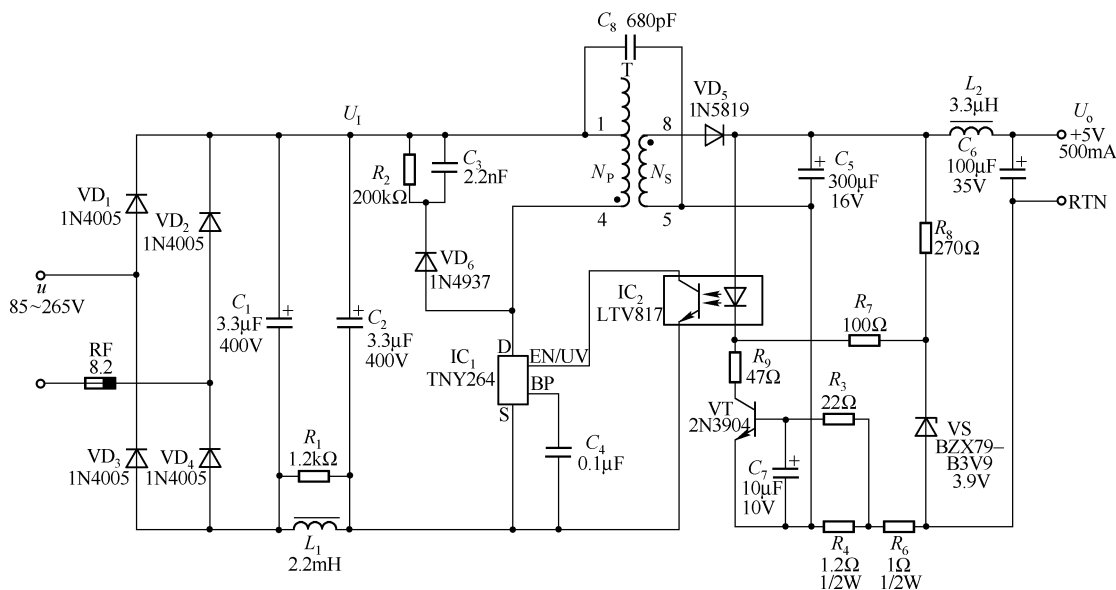 C8 680pF
T
VD5
1N5819
L2
3.3μH
Uo
+5V
500mA
UI
1
8
NP
NS
4
5
R2
200kΩ
C3
2.2nF
C5
300μF
16V
C6
100μF
35V
RTN
VD1
1N4005
VD2
1N4005
VD6
1N4937
R8
270Ω
u
85~265V
IC2
LTV817
C1
3.3μF
400V
C2
3.3μF
400V
R7
100Ω
RF
8.2
D
IC1
TNY264
EN/UV
BP
S
R9
47Ω
R3
22Ω
VT
2N3904
VS
BZX79–
B3V9
3.9V
VD3
1N4005
VD4
1N4005
R1
1.2kΩ
C4
0.1μF
C7
10μF
10V
L1
2.2mH
R4
1.2Ω
1/2W
R6
1Ω
1/2W